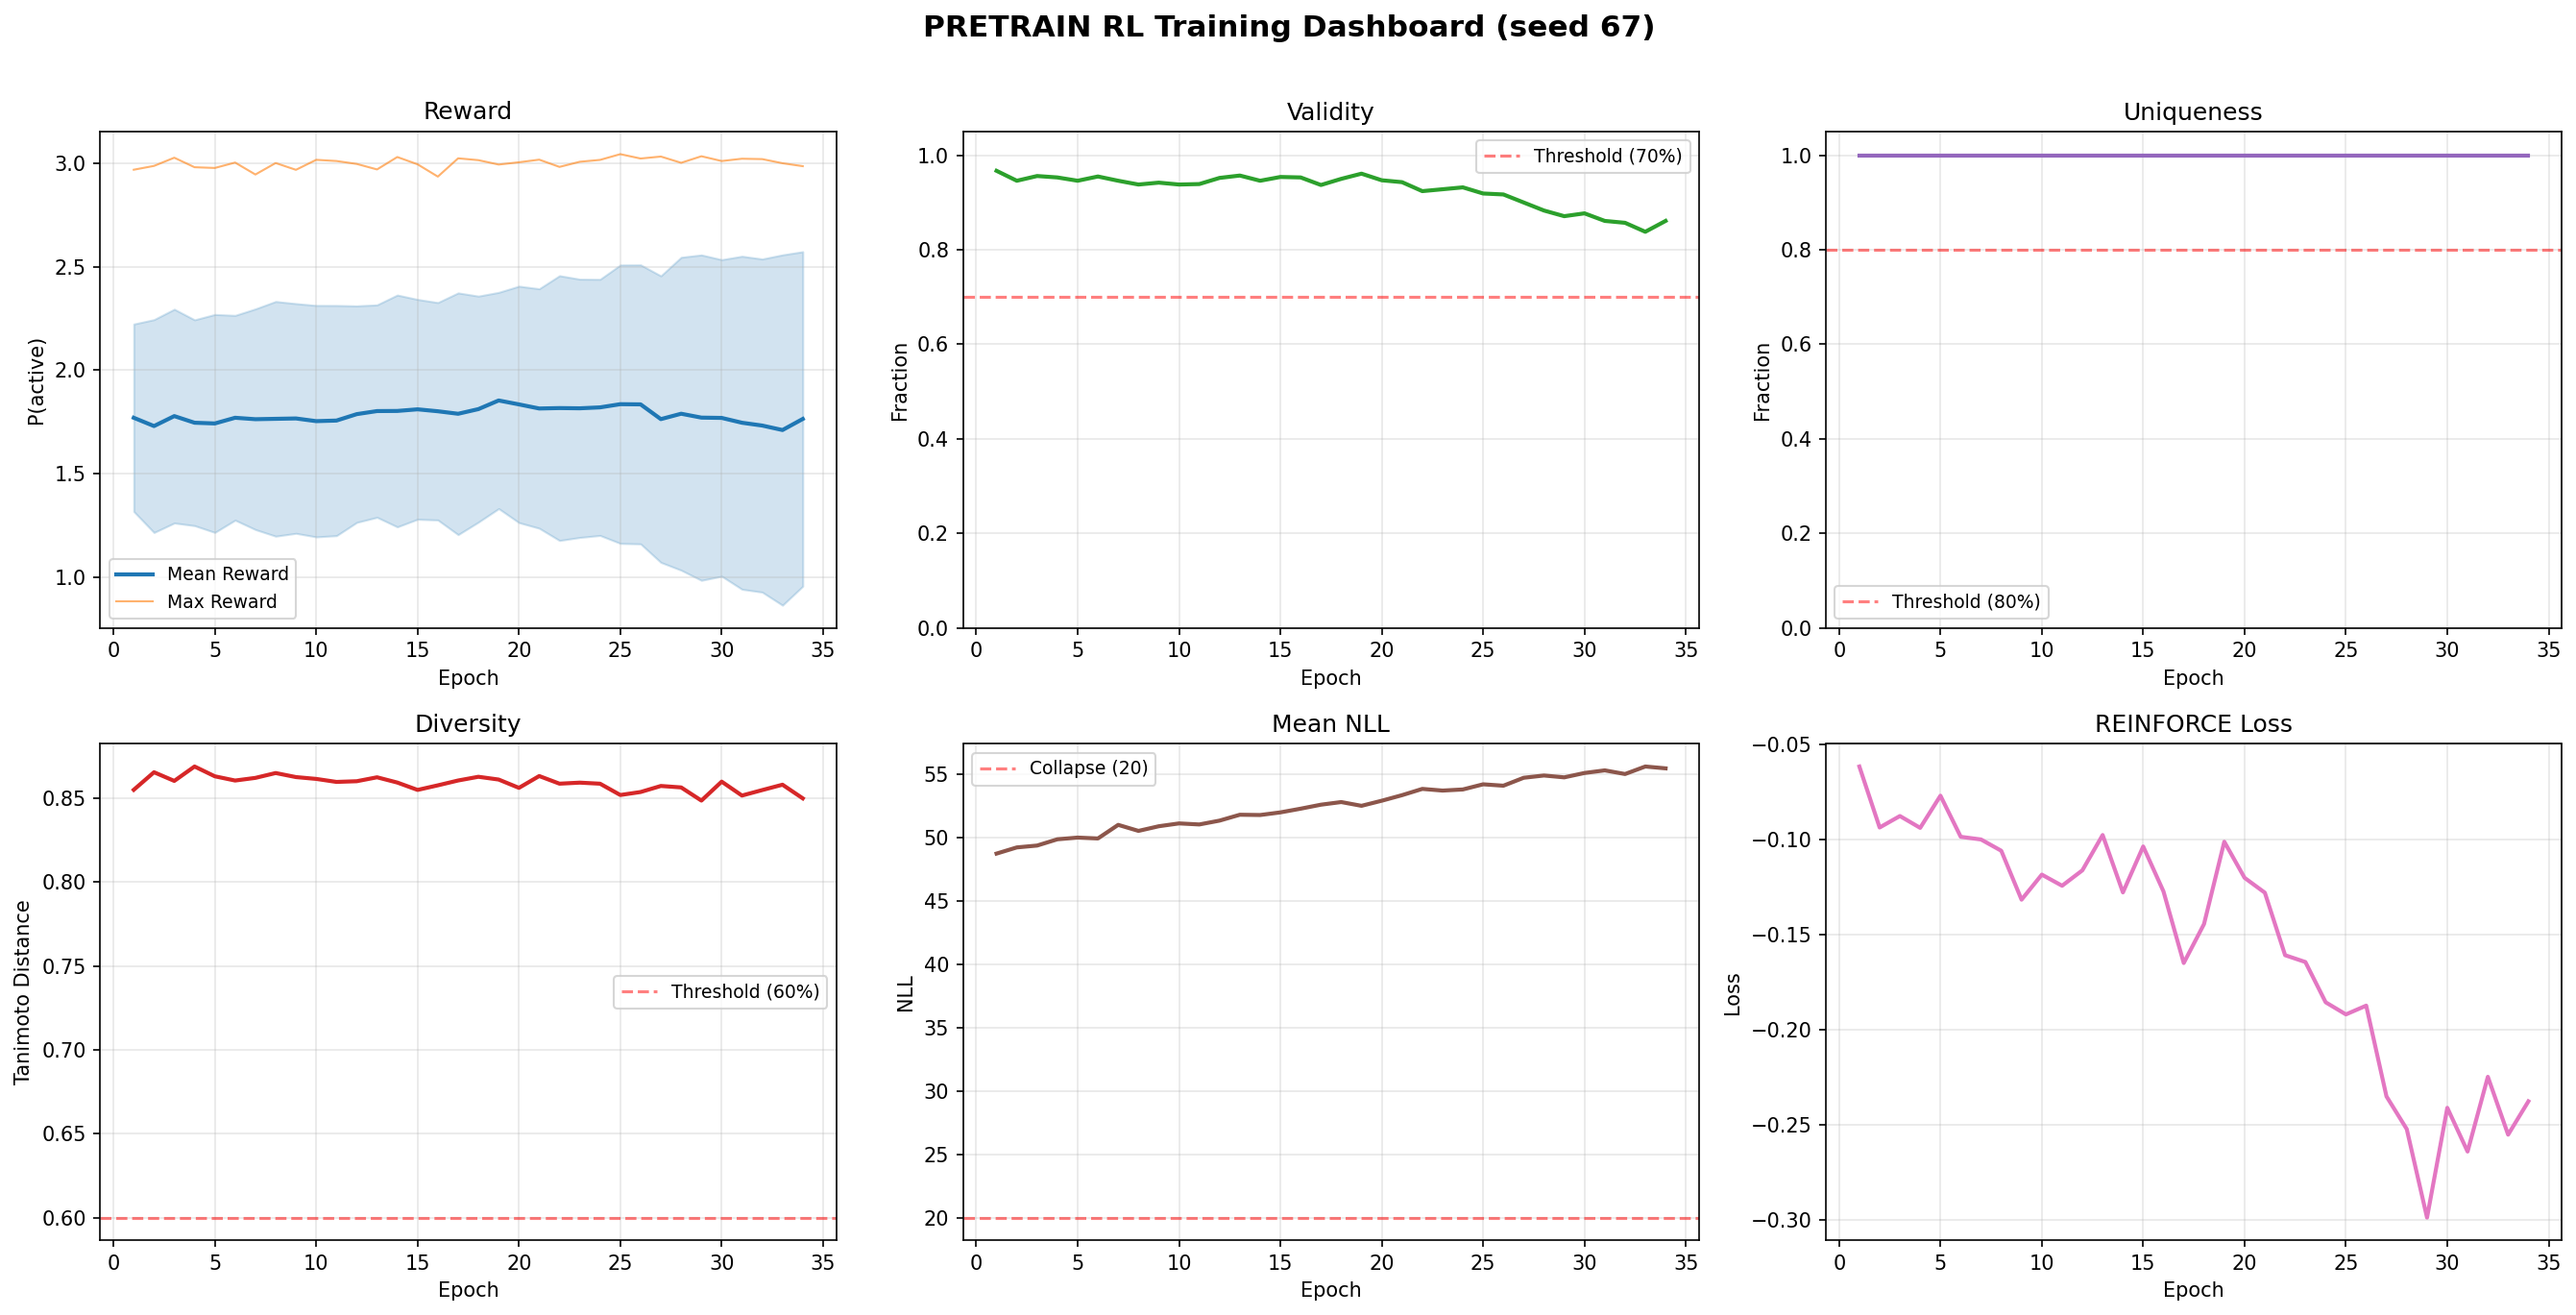 PRETRAIN RL Training Dashboard (seed 67)
Reward
P(active)
3.0
2.5
2.0
1.5
1.0
Mean Reward
Max Reward
0 5 10 15 20 25 30 35
Epoch
Validity
Fraction
1.0
0.8
0.6
0.4
0.2
0.0
Threshold (70%)
0 5 10 15 20 25 30 35
Epoch
Uniqueness
Fraction
1.0
0.8
0.6
0.4
0.2
0.0
Threshold (80%)
0 5 10 15 20 25 30 35
Epoch
Diversity
Tanimoto Distance
0.85
0.80
0.75
0.70
0.65
0.60
Threshold (60%)
0 5 10 15 20 25 30 35
Epoch
Mean NLL
NLL
55
50
45
40
35
30
25
20
Collapse (20)
0 5 10 15 20 25 30 35
Epoch
REINFORCE Loss
Loss
−0.05
−0.10
−0.15
−0.20
−0.25
−0.30
0 5 10 15 20 25 30 35
Epoch